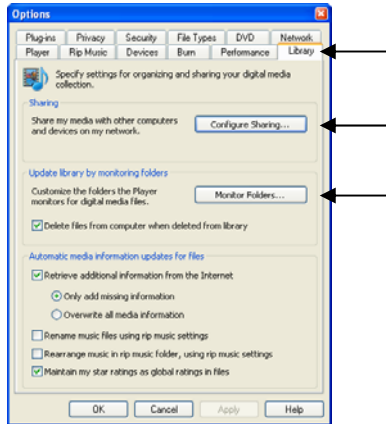 Options
Plug-ins Privacy Security File Types DVD Network
Player Rip Music Devices Burn Performance Library
Specify settings for organizing and sharing your digital media
collection.
Sharing
Share my media with other computers
and devices on my network.
Configure Sharing...
Update library by monitoring folders
Customize the folders the Player
monitors for digital media files.
Monitor Folders...
Delete files from computer when deleted from library
Automatic media information updates for files
Retrieve additional information from the Internet
Only add missing information
Overwrite all media information
Rename music files using rip music settings
Rearrange music in rip music folder, using rip music settings
Maintain my star ratings as global ratings in files
OK Cancel Apply Help